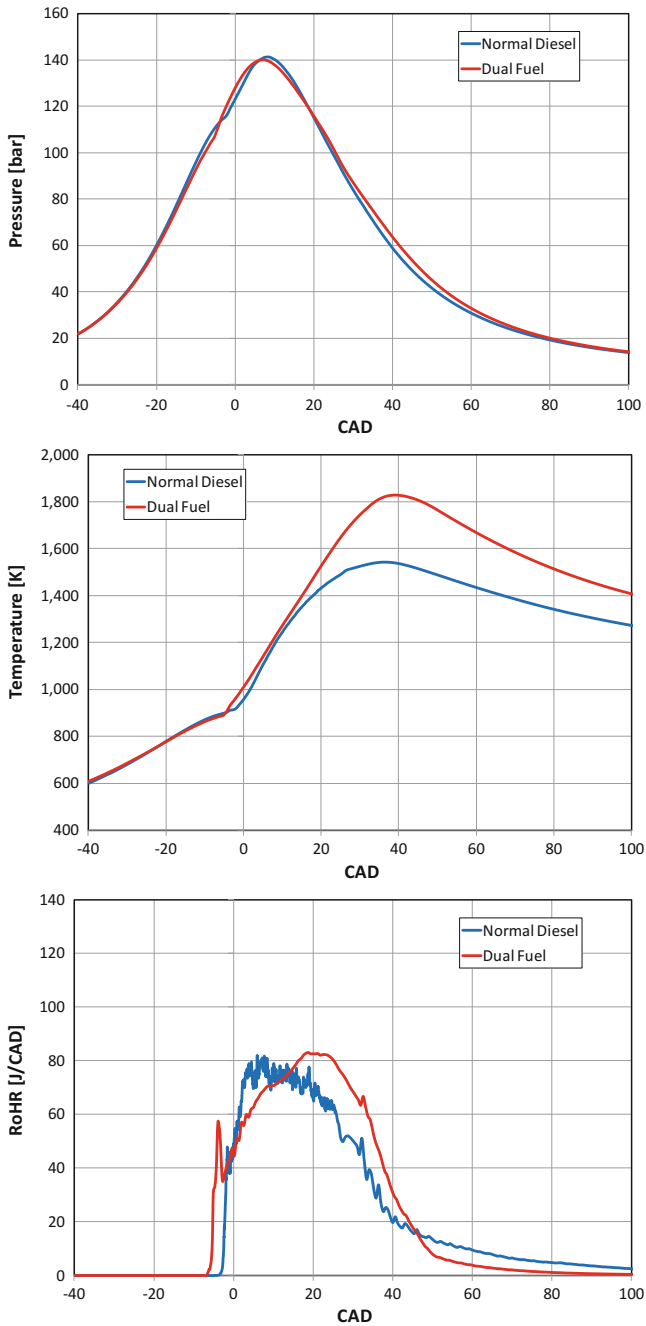 160
140
120
100
80
60
40
20
0
Pressure [bar]
Normal Diesel
Dual Fuel
-40 -20 0 20 40 60 80 100
CAD
2,000
1,800
1,600
1,400
1,200
1,000
800
600
400
Temperature [K]
Normal Diesel
Dual Fuel
-40 -20 0 20 40 60 80 100
CAD
140
120
100
80
60
40
20
0
RoHR [J/CAD]
Normal Diesel
Dual Fuel
-40 -20 0 20 40 60 80 100
CAD